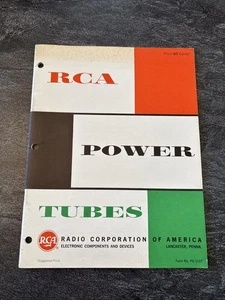 RCA
POWER
TUBES
RCA
RADIO CORPORATION OF AMERICA
ELECTRONIC COMPONENTS AND DEVICES
LANCASTER, PENNA.